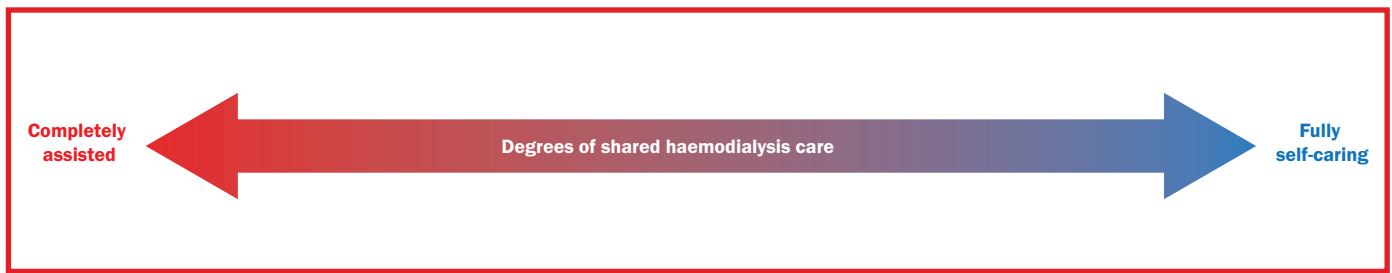 Completely
assisted
Degrees of shared haemodialysis care
Fully
self-caring